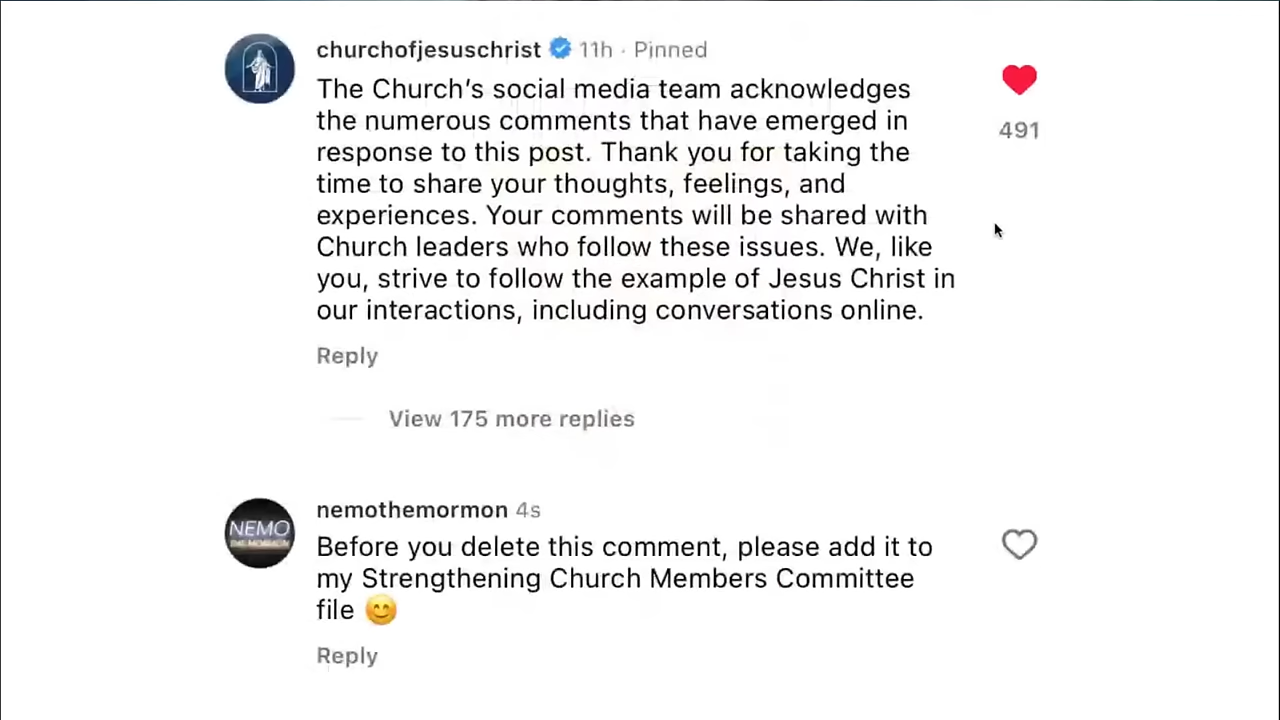 churchofjesuschrist 11h · Pinned
The Church's social media team acknowledges
the numerous comments that have emerged in
response to this post. Thank you for taking the
time to share your thoughts, feelings, and
experiences. Your comments will be shared with
Church leaders who follow these issues. We, like
you, strive to follow the example of Jesus Christ in
our interactions, including conversations online.
491
Reply
View 175 more replies
NEMO
THE MORMON
nemothemormon 4s
Before you delete this comment, please add it to
my Strengthening Church Members Committee
file 😊
Reply